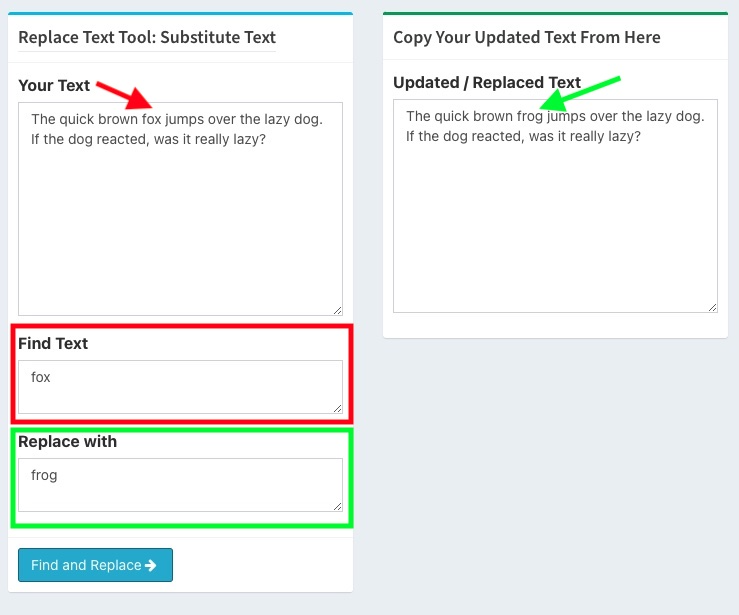 Replace Text Tool: Substitute Text
Your Text
The quick brown fox jumps over the lazy dog.
If the dog reacted, was it really lazy?
Find Text
fox
Replace with
frog
Find and Replace
Copy Your Updated Text From Here
Updated / Replaced Text
The quick brown frog jumps over the lazy dog.
If the dog reacted, was it really lazy?